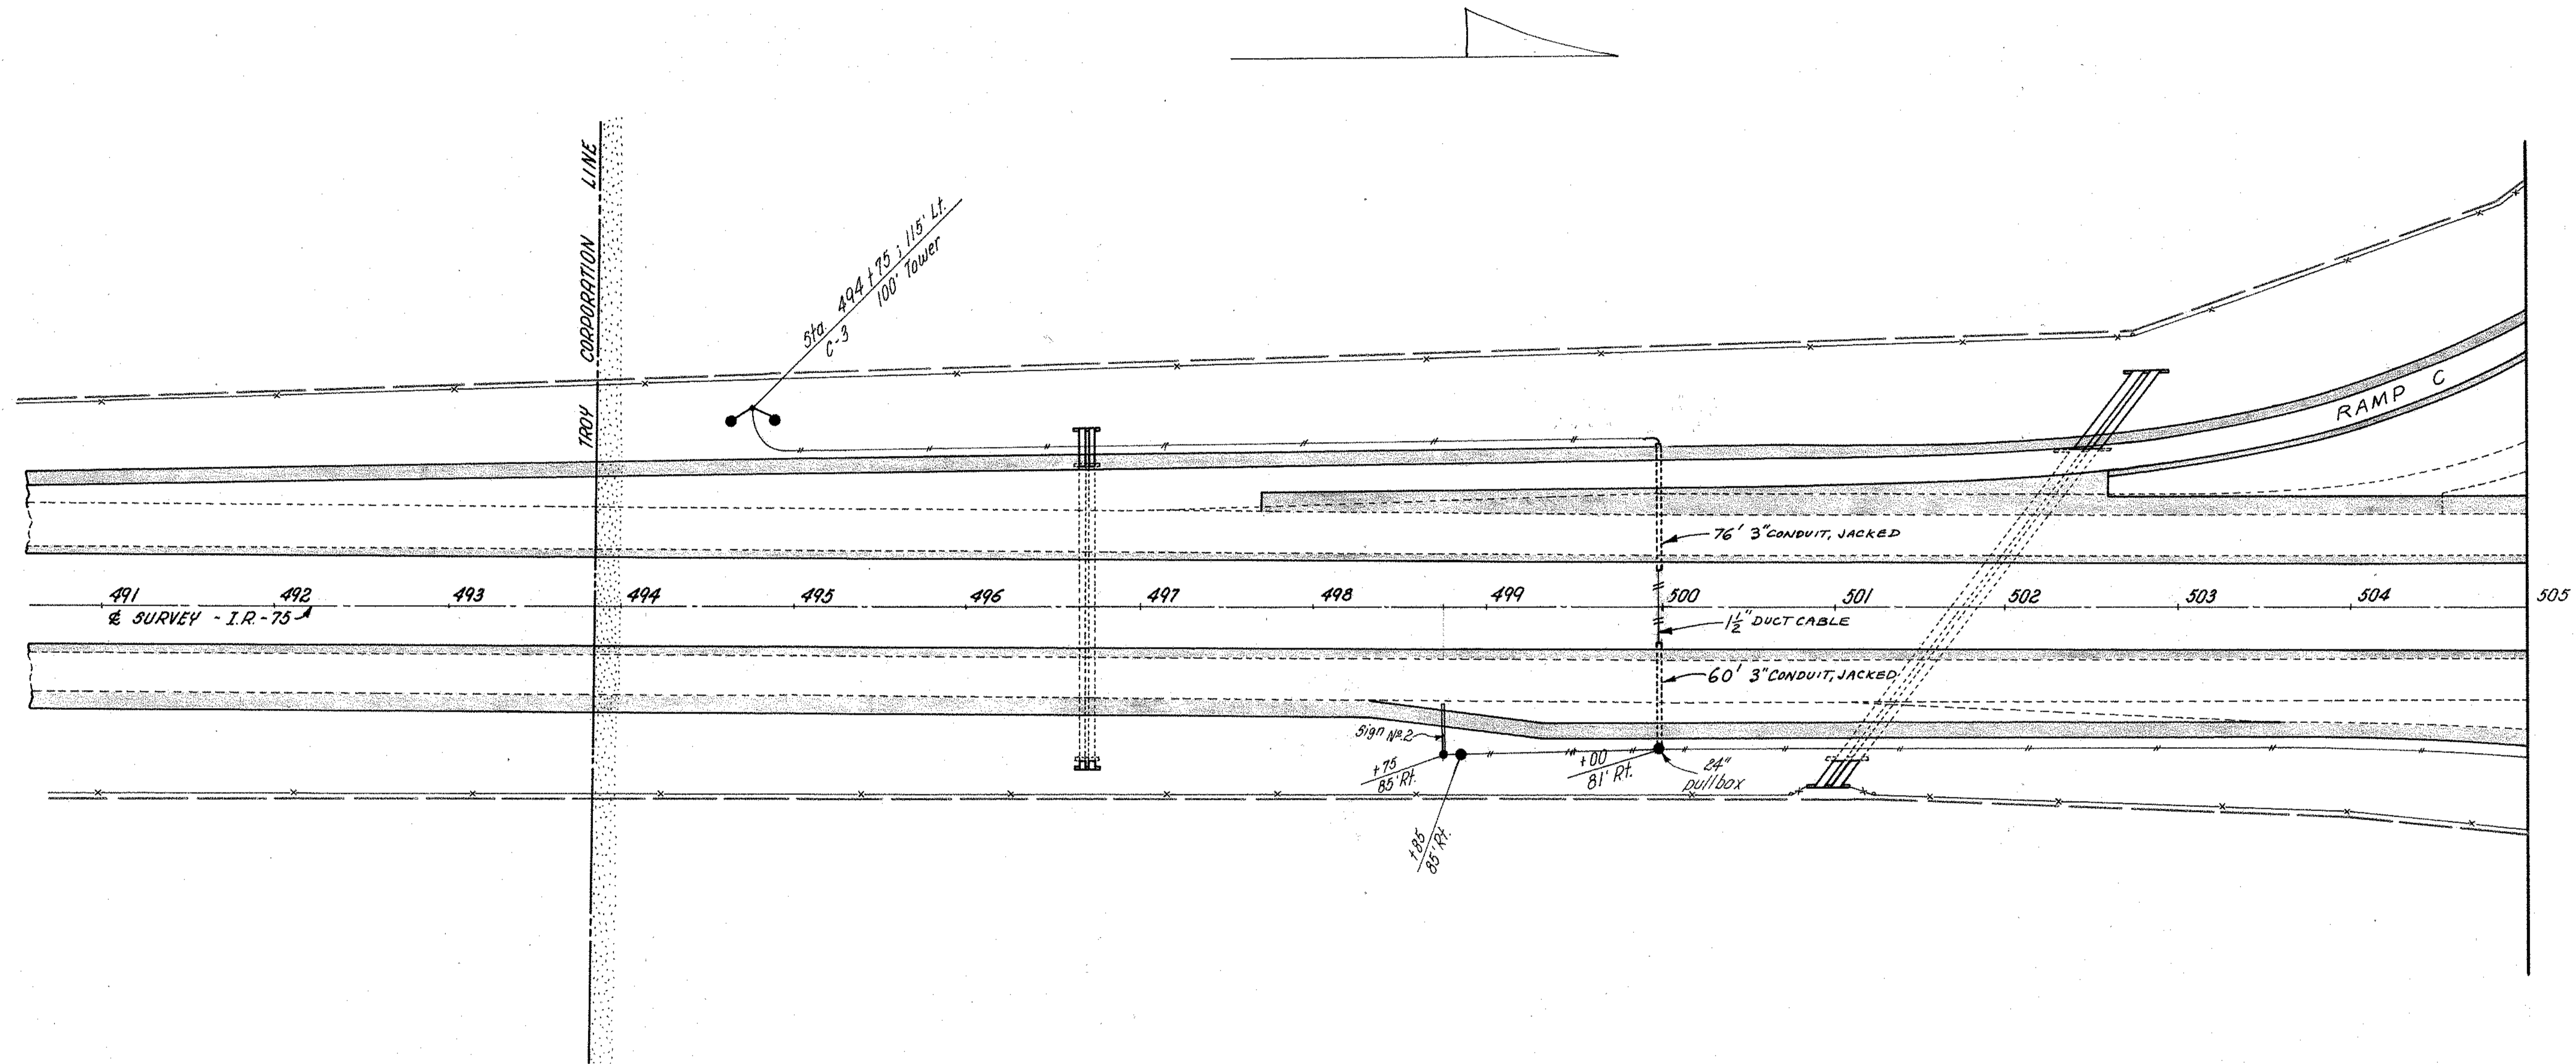 TROY CORPORATION LINE
Sta. 494+75; 115' Lt.
C-3 100' Tower
RAMP C
76' 3" CONDUIT, JACKED
491 492 493 494 495 496 497 498 499 500 501 502 503 504 505
℄ SURVEY - I.R.-75
1 1/2" DUCT CABLE
60' 3" CONDUIT, JACKED
Sign № 2
+75
85' Rt.
+00
81' Rt.
24"
pullbox
+85
85' Rt.